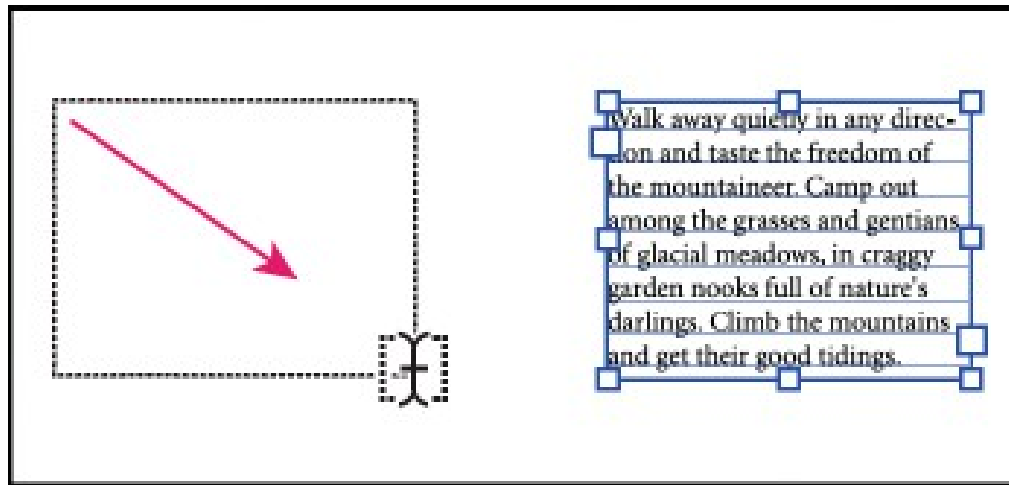 Walk away quietly in any direc-
tion and taste the freedom of
the mountaineer. Camp out
among the grasses and gentians
of glacial meadows, in craggy
garden nooks full of nature's
darlings. Climb the mountains
and get their good tidings.